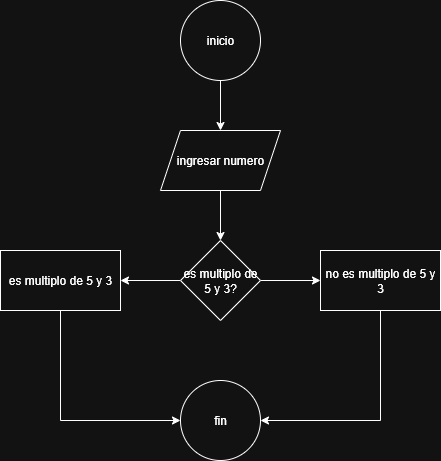 inicio
ingresar numero
es multiplo de 5 y 3
es multiplo de
5 y 3?
no es multiplo de 5 y
3
fin